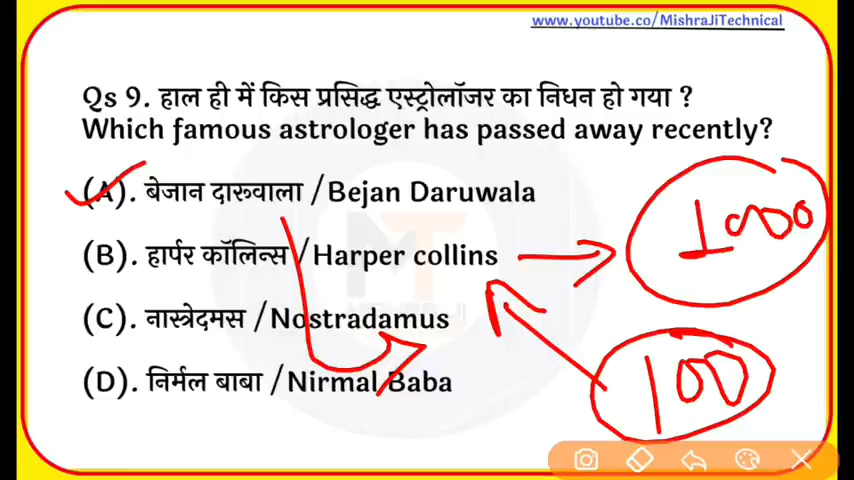 www.youtube.co/MishraJiTechnical
Qs 9. हाल ही में किस प्रसिद्ध एस्ट्रोलॉजर का निधन हो गया ?
Which famous astrologer has passed away recently?
(A). बेजान दारूवाला /Bejan Daruwala
1000
(B). हार्पर कॉलिन्स /Harper collins
(C). नास्त्रेदमस /Nostradamus
(D). निर्मल बाबा /Nirmal Baba
100